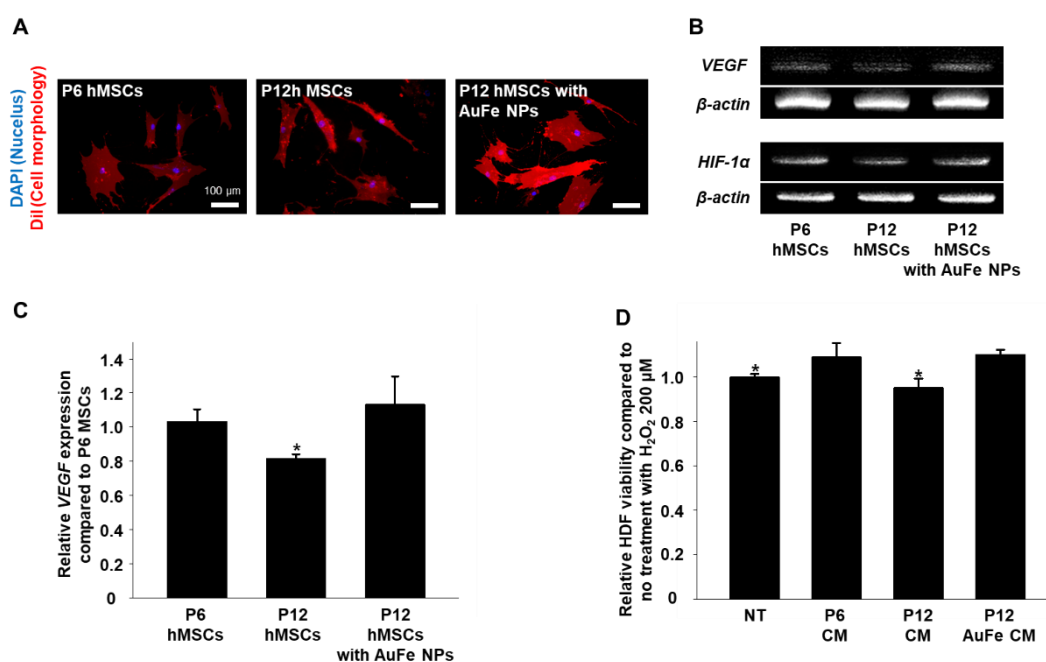 A
DAPI (Nucelus)
DiI (Cell morphology)
P6 hMSCs
100 µm
P12h MSCs
P12 hMSCs with
AuFe NPs
B
VEGF
β-actin
HIF-1α
β-actin
P6
hMSCs
P12
hMSCs
P12
hMSCs
with AuFe NPs
C
Relative VEGF expression
compared to P6 MSCs
1.4
1.2
1.0
0.8
0.6
0.4
0.2
0
*
P6
hMSCs
P12
hMSCs
P12
hMSCs
with AuFe NPs
D
Relative HDF viability compared to
no treatment with H₂O₂ 200 µM
1.0
0.8
0.6
0.4
0.2
0
*
*
NT
P6
CM
P12
CM
P12
AuFe CM